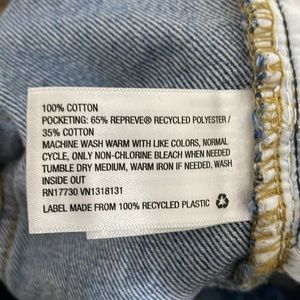 100% COTTON
POCKETING: 65% REPREVE® RECYCLED POLYESTER /
35% COTTON
MACHINE WASH WARM WITH LIKE COLORS, NORMAL
CYCLE, ONLY NON-CHLORINE BLEACH WHEN NEEDED
TUMBLE DRY MEDIUM, WARM IRON IF NEEDED, WASH
INSIDE OUT
RN17730 VN1318131
LABEL MADE FROM 100% RECYCLED PLASTIC